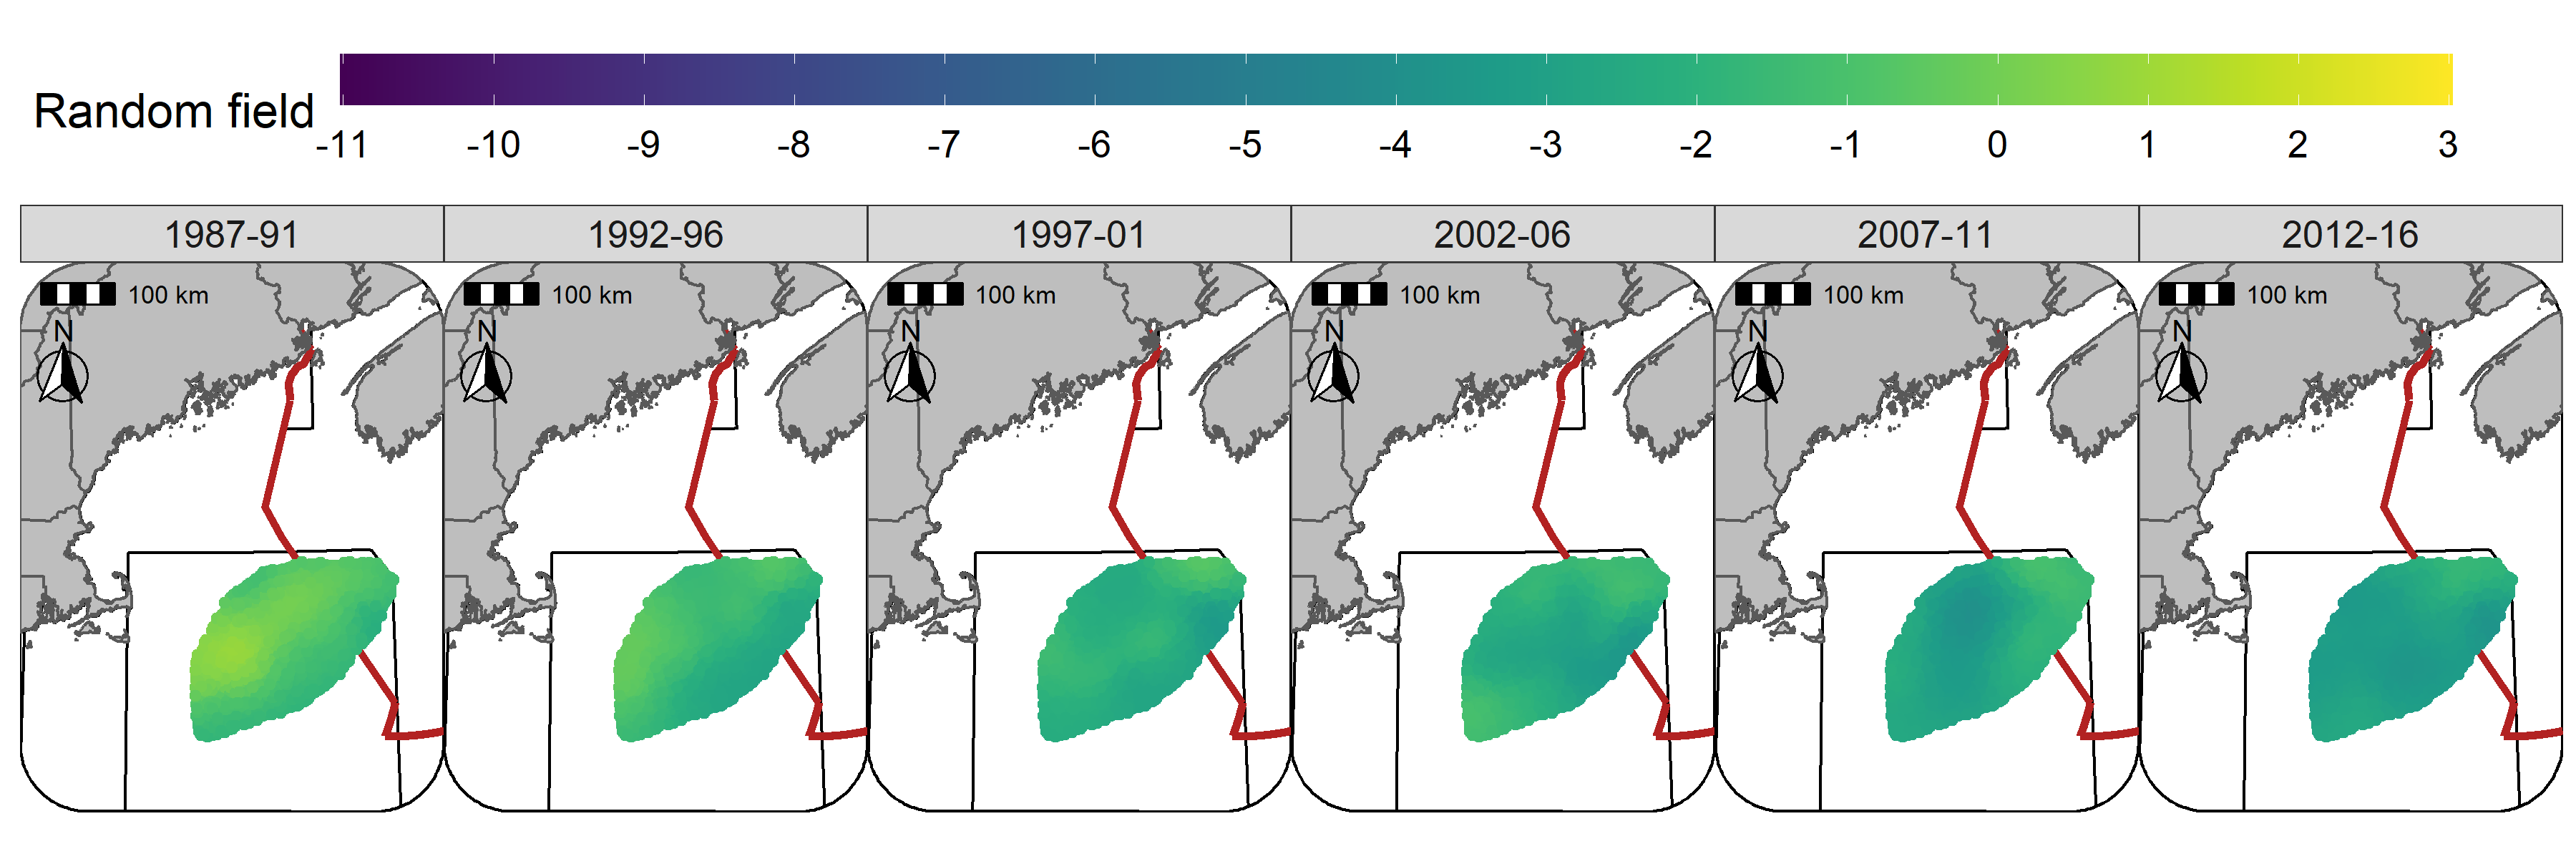 Random field
-11 -10 -9 -8 -7 -6 -5 -4 -3 -2 -1 0 1 2 3
1987-91 1992-96 1997-01 2002-06 2007-11 2012-16
100 km 100 km 100 km 100 km 100 km 100 km
N N N N N N